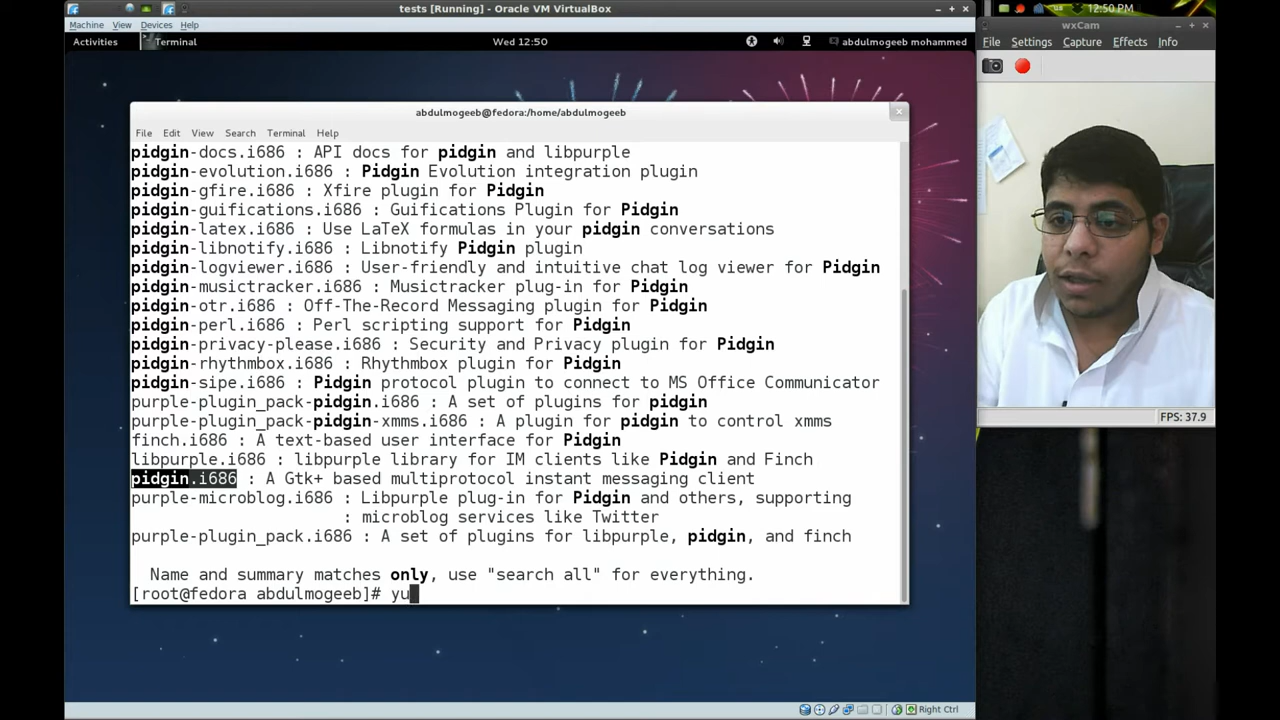 tests [Running] - Oracle VM VirtualBox
Machine View Devices Help
Activities Terminal Wed 12:50 abdulmogeeb mohammed
abdulmogeeb@fedora:/home/abdulmogeeb
File Edit View Search Terminal Help
pidgin-docs.i686 : API docs for pidgin and libpurple
pidgin-evolution.i686 : Pidgin Evolution integration plugin
pidgin-gfire.i686 : Xfire plugin for Pidgin
pidgin-guifications.i686 : Guifications Plugin for Pidgin
pidgin-latex.i686 : Use LaTeX formulas in your pidgin conversations
pidgin-libnotify.i686 : Libnotify Pidgin plugin
pidgin-logviewer.i686 : User-friendly and intuitive chat log viewer for Pidgin
pidgin-musictracker.i686 : Musictracker plug-in for Pidgin
pidgin-otr.i686 : Off-The-Record Messaging plugin for Pidgin
pidgin-perl.i686 : Perl scripting support for Pidgin
pidgin-privacy-please.i686 : Security and Privacy plugin for Pidgin
pidgin-rhythmbox.i686 : Rhythmbox plugin for Pidgin
pidgin-sipe.i686 : Pidgin protocol plugin to connect to MS Office Communicator
purple-plugin_pack-pidgin.i686 : A set of plugins for pidgin
purple-plugin_pack-pidgin-xmms.i686 : A plugin for pidgin to control xmms
finch.i686 : A text-based user interface for Pidgin
libpurple.i686 : libpurple library for IM clients like Pidgin and Finch
pidgin.i686 : A Gtk+ based multiprotocol instant messaging client
purple-microblog.i686 : Libpurple plug-in for Pidgin and others, supporting
: microblog services like Twitter
purple-plugin_pack.i686 : A set of plugins for libpurple, pidgin, and finch
Name and summary matches only, use "search all" for everything.
[root@fedora abdulmogeeb]# yu
Right Ctrl
12:50 PM
wxCam
File Settings Capture Effects Info
FPS: 37.9